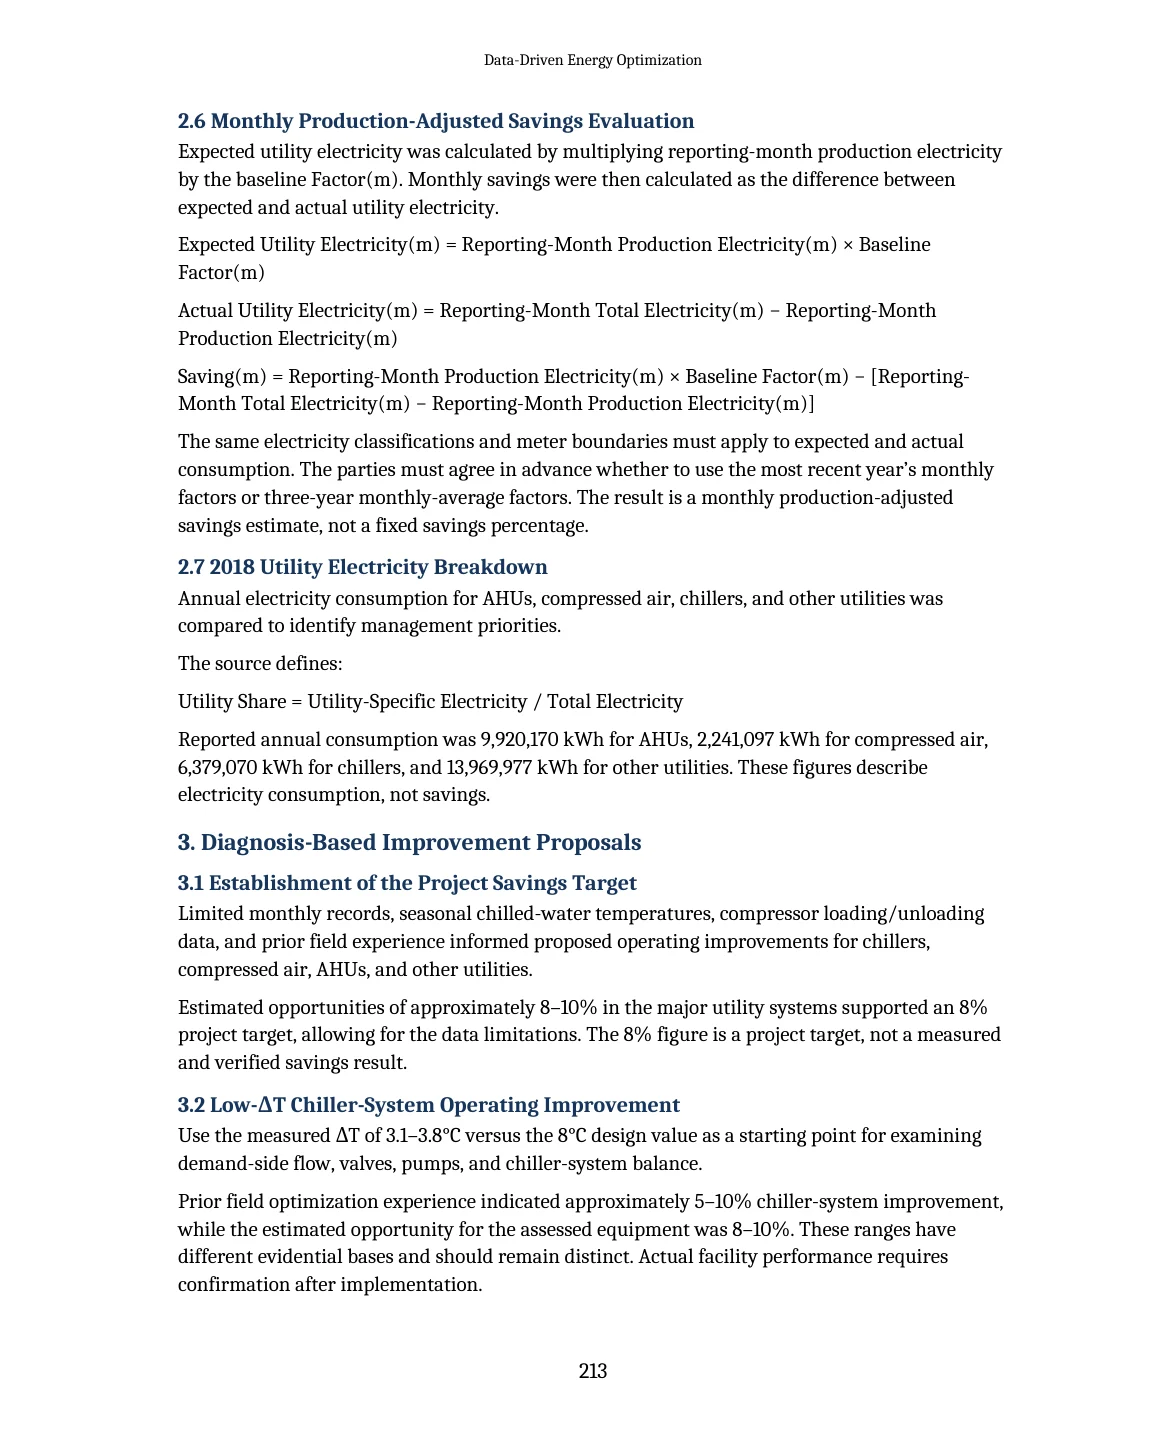 Data-Driven Energy Optimization
2.6 Monthly Production-Adjusted Savings Evaluation
Expected utility electricity was calculated by multiplying reporting-month production electricity
by the baseline Factor(m). Monthly savings were then calculated as the difference between
expected and actual utility electricity.
Expected Utility Electricity(m) = Reporting-Month Production Electricity(m) × Baseline
Factor(m)
Actual Utility Electricity(m) = Reporting-Month Total Electricity(m) − Reporting-Month
Production Electricity(m)
Saving(m) = Reporting-Month Production Electricity(m) × Baseline Factor(m) − [Reporting-
Month Total Electricity(m) − Reporting-Month Production Electricity(m)]
The same electricity classifications and meter boundaries must apply to expected and actual
consumption. The parties must agree in advance whether to use the most recent year’s monthly
factors or three-year monthly-average factors. The result is a monthly production-adjusted
savings estimate, not a fixed savings percentage.
2.7 2018 Utility Electricity Breakdown
Annual electricity consumption for AHUs, compressed air, chillers, and other utilities was
compared to identify management priorities.
The source defines:
Utility Share = Utility-Specific Electricity / Total Electricity
Reported annual consumption was 9,920,170 kWh for AHUs, 2,241,097 kWh for compressed air,
6,379,070 kWh for chillers, and 13,969,977 kWh for other utilities. These figures describe
electricity consumption, not savings.
3. Diagnosis-Based Improvement Proposals
3.1 Establishment of the Project Savings Target
Limited monthly records, seasonal chilled-water temperatures, compressor loading/unloading
data, and prior field experience informed proposed operating improvements for chillers,
compressed air, AHUs, and other utilities.
Estimated opportunities of approximately 8–10% in the major utility systems supported an 8%
project target, allowing for the data limitations. The 8% figure is a project target, not a measured
and verified savings result.
3.2 Low-ΔT Chiller-System Operating Improvement
Use the measured ΔT of 3.1–3.8°C versus the 8°C design value as a starting point for examining
demand-side flow, valves, pumps, and chiller-system balance.
Prior field optimization experience indicated approximately 5–10% chiller-system improvement,
while the estimated opportunity for the assessed equipment was 8–10%. These ranges have
different evidential bases and should remain distinct. Actual facility performance requires
confirmation after implementation.
213